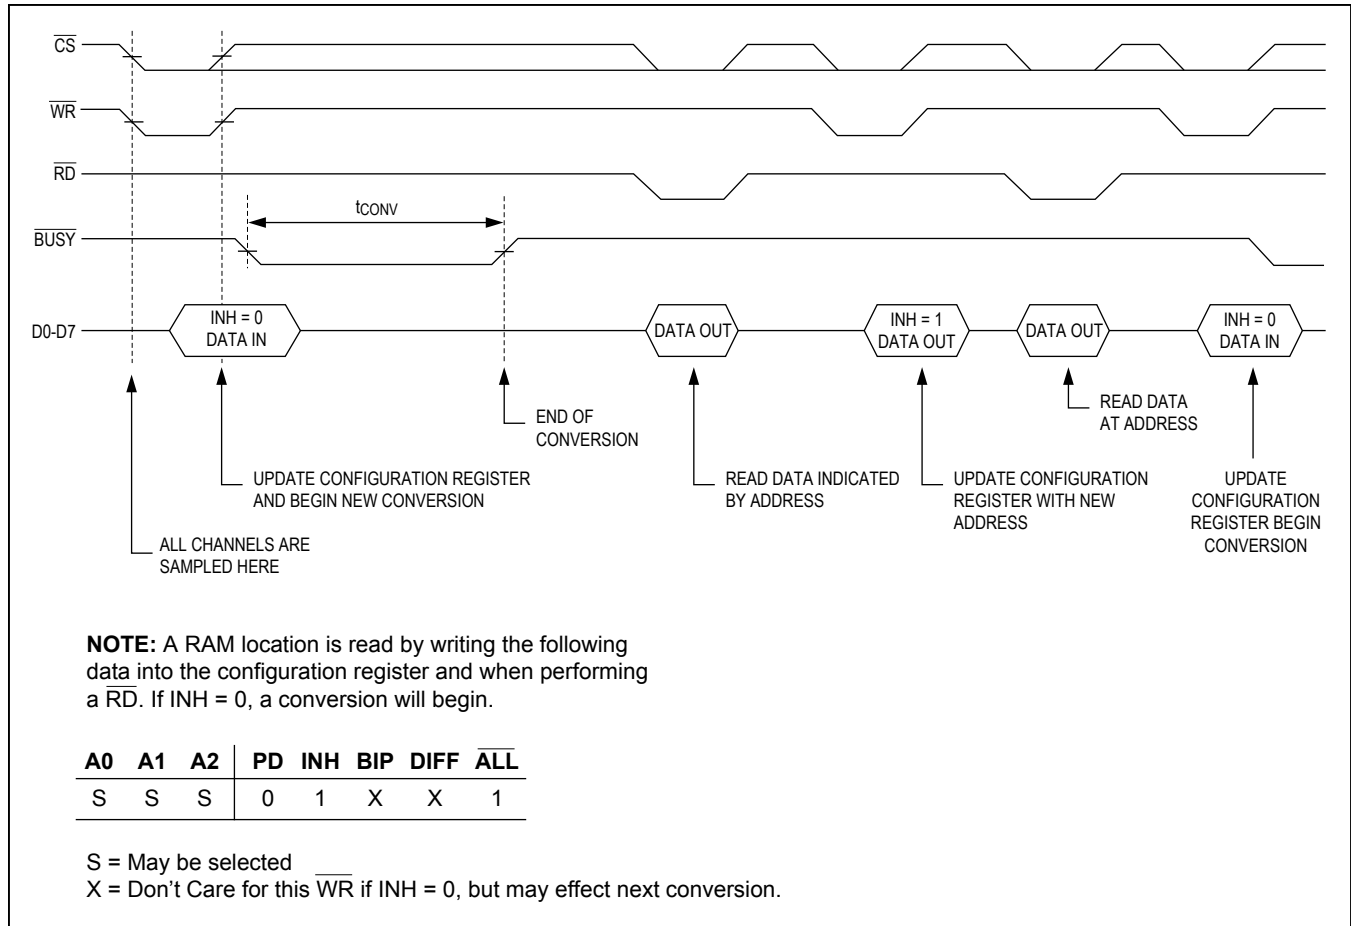 CS
WR
RD
tCONV
BUSY
D0-D7
INH = 0
DATA IN
DATA OUT
INH = 1
DATA OUT
DATA OUT
INH = 0
DATA IN
END OF
CONVERSION
READ DATA
AT ADDRESS
UPDATE CONFIGURATION REGISTER
AND BEGIN NEW CONVERSION
READ DATA INDICATED
BY ADDRESS
UPDATE CONFIGURATION
REGISTER WITH NEW
ADDRESS
UPDATE
CONFIGURATION
REGISTER BEGIN
CONVERSION
ALL CHANNELS ARE
SAMPLED HERE
NOTE: A RAM location is read by writing the following
data into the configuration register and when performing
a RD. If INH = 0, a conversion will begin.
A0 A1 A2 PD INH BIP DIFF ALL
S S S 0 1 X X 1
S = May be selected
X = Don't Care for this WR if INH = 0, but may effect next conversion.